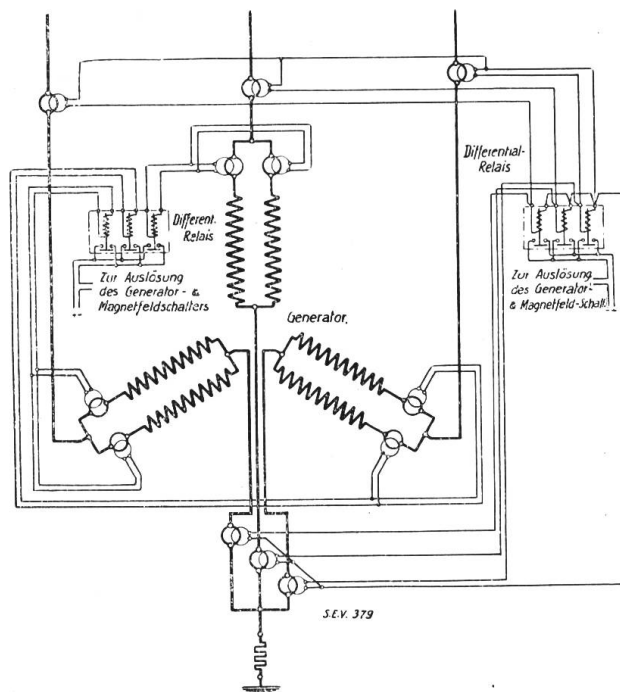 Differential-
Relais
Different.
Relais
Zur Auslösung
des Generator- &
Magnetfeldschalters
Zur Auslösung
des Generator-
& Magnetfeld-Schalt
Generator.
S.E.V. 379